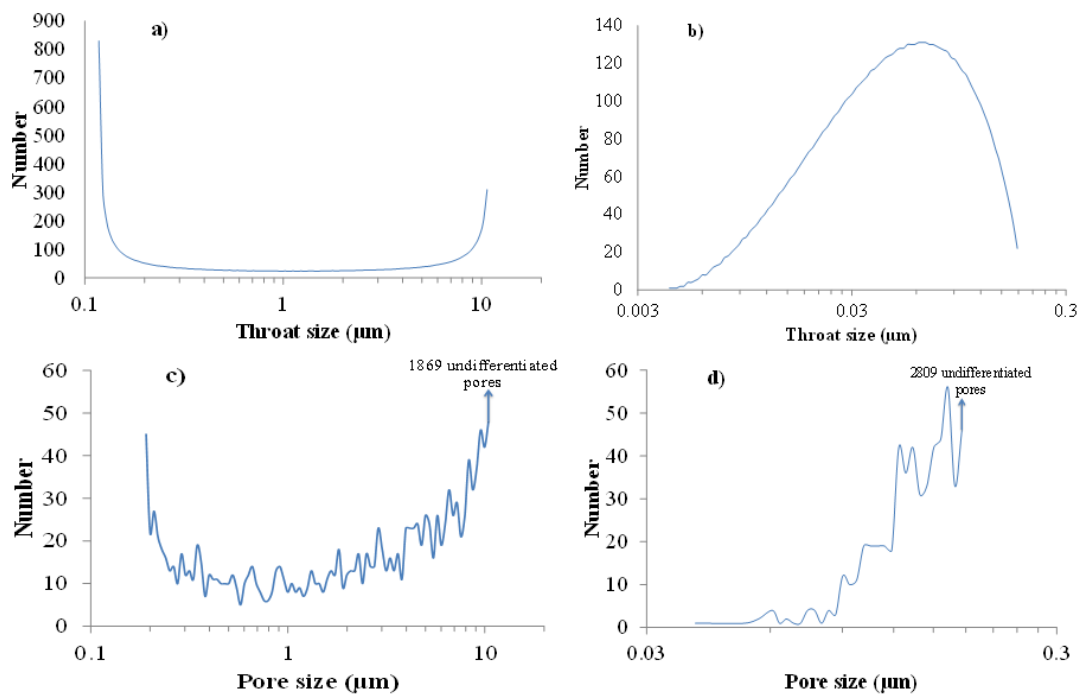 a)
900
800
700
600
500
400
300
200
100
0
Number
0.1 1 10
Throat size (μm)
b)
140
120
100
80
60
40
20
0
Number
0.003 0.03 0.3
Throat size (μm)
c)
1869 undifferentiated
pores
60
50
40
30
20
10
0
Number
0.1 1 10
Pore size (μm)
d)
2809 undifferentiated
pores
60
50
40
30
20
10
0
Number
0.03 0.3
Pore size (μm)